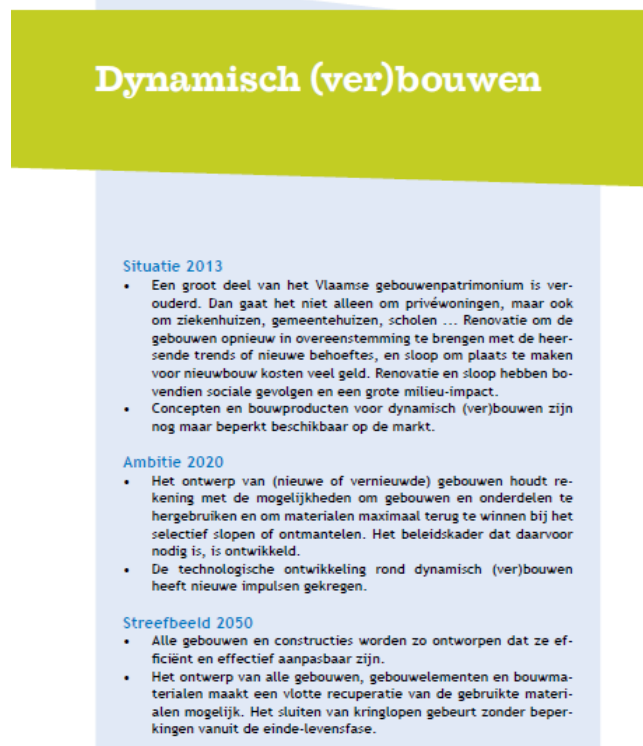 Dynamisch (ver)bouwen
Situatie 2013
• Een groot deel van het Vlaamse gebouwenpatrimonium is ver-
ouderd. Dan gaat het niet alleen om privéwoningen, maar ook
om ziekenhuizen, gemeentehuizen, scholen ... Renovatie om de
gebouwen opnieuw in overeenstemming te brengen met de heer-
sende trends of nieuwe behoeftes, en sloop om plaats te maken
voor nieuwbouw kosten veel geld. Renovatie en sloop hebben bo-
vendien sociale gevolgen en een grote milieu-impact.
• Concepten en bouwproducten voor dynamisch (ver)bouwen zijn
nog maar beperkt beschikbaar op de markt.
Ambitie 2020
• Het ontwerp van (nieuwe of vernieuwde) gebouwen houdt re-
kening met de mogelijkheden om gebouwen en onderdelen te
hergebruiken en om materialen maximaal terug te winnen bij het
selectief slopen of ontmantelen. Het beleidskader dat daarvoor
nodig is, is ontwikkeld.
• De technologische ontwikkeling rond dynamisch (ver)bouwen
heeft nieuwe impulsen gekregen.
Streefbeeld 2050
• Alle gebouwen en constructies worden zo ontworpen dat ze ef-
ficiënt en effectief aanpasbaar zijn.
• Het ontwerp van alle gebouwen, gebouwelementen en bouwma-
terialen maakt een vlotte recuperatie van de gebruikte materi-
alen mogelijk. Het sluiten van kringlopen gebeurt zonder beper-
kingen vanuit de einde-levensfase.